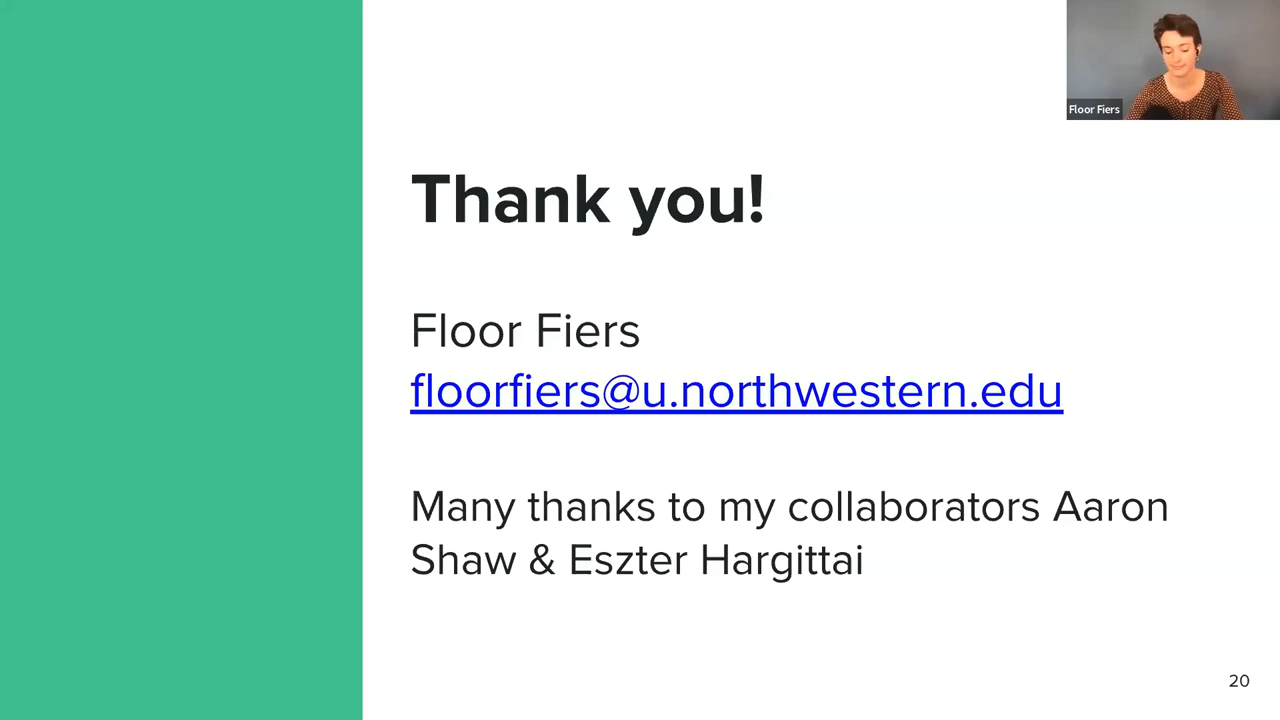 Floor Fiers
Thank you!
Floor Fiers
floorfiers@u.northwestern.edu
Many thanks to my collaborators Aaron
Shaw & Eszter Hargittai
20